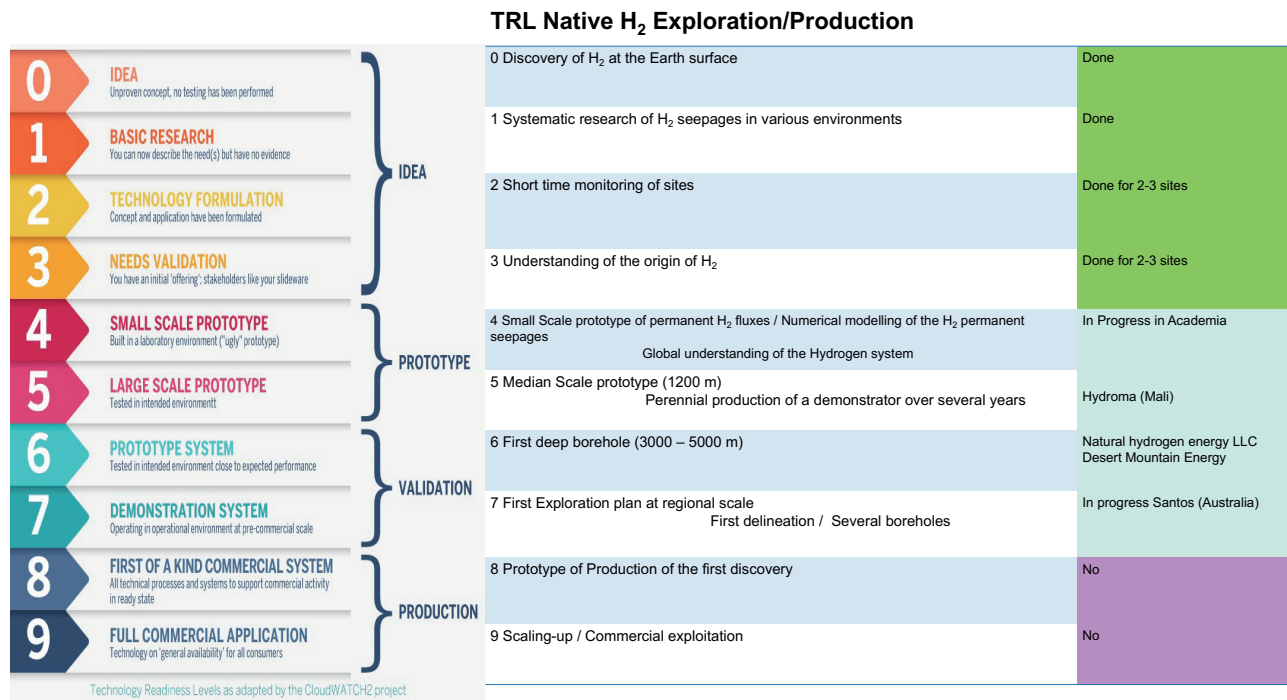 TRL Native H₂ Exploration/Production
0
IDEA
Unproven concept, no testing has been performed
1
BASIC RESEARCH
You can now describe the need(s) but have no evidence
2
TECHNOLOGY FORMULATION
Concept and application have been formulated
3
NEEDS VALIDATION
You have an initial 'offering'; stakeholders like your slideware
IDEA
4
SMALL SCALE PROTOTYPE
Built in a laboratory environment ("ugly" prototype)
5
LARGE SCALE PROTOTYPE
Tested in intended environmentt
PROTOTYPE
6
PROTOTYPE SYSTEM
Tested in intended environment close to expected performance
7
DEMONSTRATION SYSTEM
Operating in operational environment at pre-commercial scale
VALIDATION
8
FIRST OF A KIND COMMERCIAL SYSTEM
All technical processes and systems to support commercial activity
in ready state
9
FULL COMMERCIAL APPLICATION
Technology on 'general availability' for all consumers
PRODUCTION
Technology Readiness Levels as adapted by the CloudWATCH2 project
0 Discovery of H₂ at the Earth surface
Done
1 Systematic research of H₂ seepages in various environments
Done
2 Short time monitoring of sites
Done for 2-3 sites
3 Understanding of the origin of H₂
Done for 2-3 sites
4 Small Scale prototype of permanent H₂ fluxes / Numerical modelling of the H₂ permanent
seepages
Global understanding of the Hydrogen system
In Progress in Academia
5 Median Scale prototype (1200 m)
Perennial production of a demonstrator over several years
Hydroma (Mali)
6 First deep borehole (3000 – 5000 m)
Natural hydrogen energy LLC
Desert Mountain Energy
7 First Exploration plan at regional scale
First delineation / Several boreholes
In progress Santos (Australia)
8 Prototype of Production of the first discovery
No
9 Scaling-up / Commercial exploitation
No